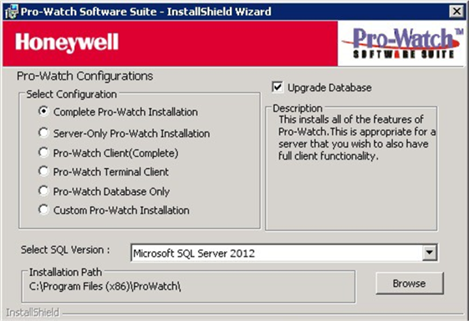 Pro-Watch Software Suite - InstallShield Wizard
Honeywell
Pro-Watch™
SOFTWARE SUITE
Pro-Watch Configurations
Select Configuration
Complete Pro-Watch Installation
Server-Only Pro-Watch Installation
Pro-Watch Client(Complete)
Pro-Watch Terminal Client
Pro-Watch Database Only
Custom Pro-Watch Installation
Upgrade Database
Description
This installs all of the features of
Pro-Watch.This is appropriate for a
server that you wish to also have
full client functionality.
Select SQL Version :
Microsoft SQL Server 2012
Installation Path
C:\Program Files (x86)\ProWatch\
Browse
InstallShield